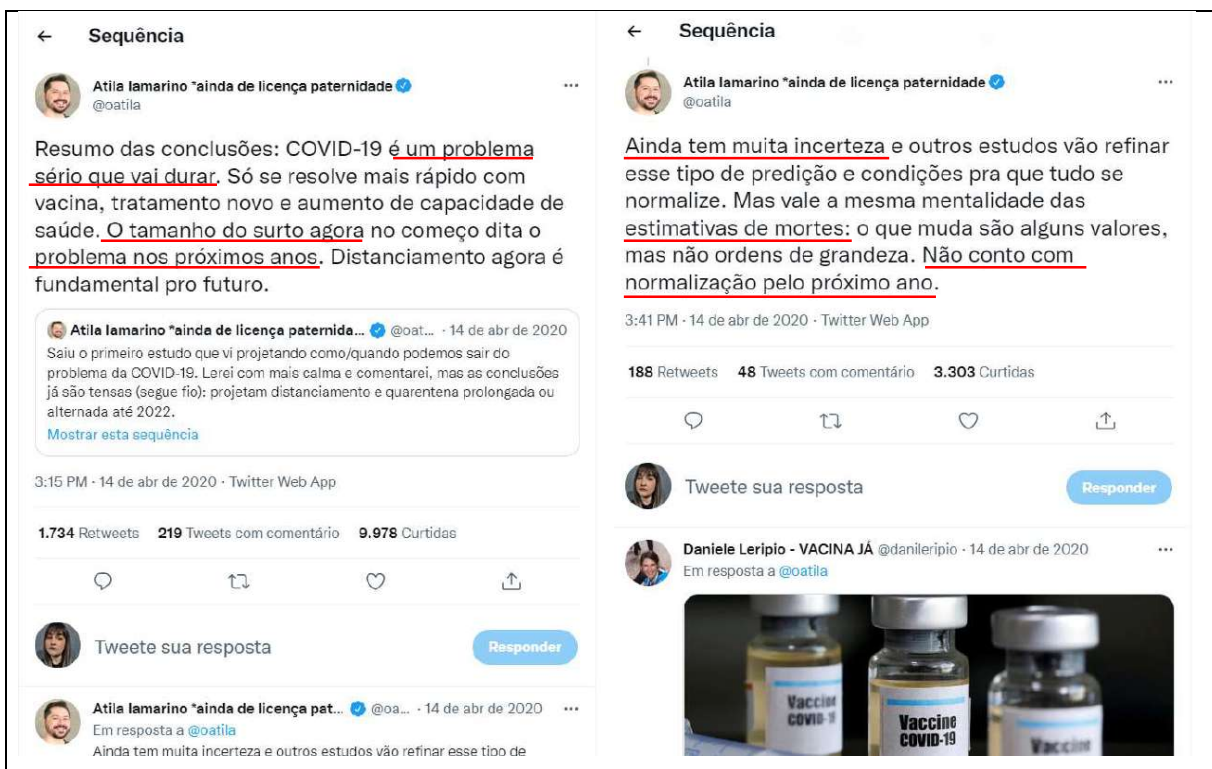 ← Sequência
Atila Iamarino *ainda de licença paternidade
@oatila
Resumo das conclusões: COVID-19 é um problema
sério que vai durar. Só se resolve mais rápido com
vacina, tratamento novo e aumento de capacidade de
saúde. O tamanho do surto agora no começo dita o
problema nos próximos anos. Distanciamento agora é
fundamental pro futuro.
Atila Iamarino *ainda de licença paternida... @oat... · 14 de abr de 2020
Saiu o primeiro estudo que vi projetando como/quando podemos sair do
problema da COVID-19. Lerei com mais calma e comentarei, mas as conclusões
já são tensas (segue fio): projetam distanciamento e quarentena prolongada ou
alternada até 2022.
Mostrar esta sequência
3:15 PM · 14 de abr de 2020 · Twitter Web App
1.734 Retweets 219 Tweets com comentário 9.978 Curtidas
Tweete sua resposta
Responder
Atila Iamarino *ainda de licença pat... @oa... · 14 de abr de 2020
Em resposta a @oatila
Ainda tem muita incerteza e outros estudos vão refinar esse tipo de
← Sequência
Atila Iamarino *ainda de licença paternidade
@oatila
Ainda tem muita incerteza e outros estudos vão refinar
esse tipo de predição e condições pra que tudo se
normalize. Mas vale a mesma mentalidade das
estimativas de mortes: o que muda são alguns valores,
mas não ordens de grandeza. Não conto com
normalização pelo próximo ano.
3:41 PM · 14 de abr de 2020 · Twitter Web App
188 Retweets 48 Tweets com comentário 3.303 Curtidas
Tweete sua resposta
Responder
Daniele Leripio - VACINA JÁ @danileripio · 14 de abr de 2020
Em resposta a @oatila
Vaccine
COVID-19
Vaccine
COVID-19
Vaccine